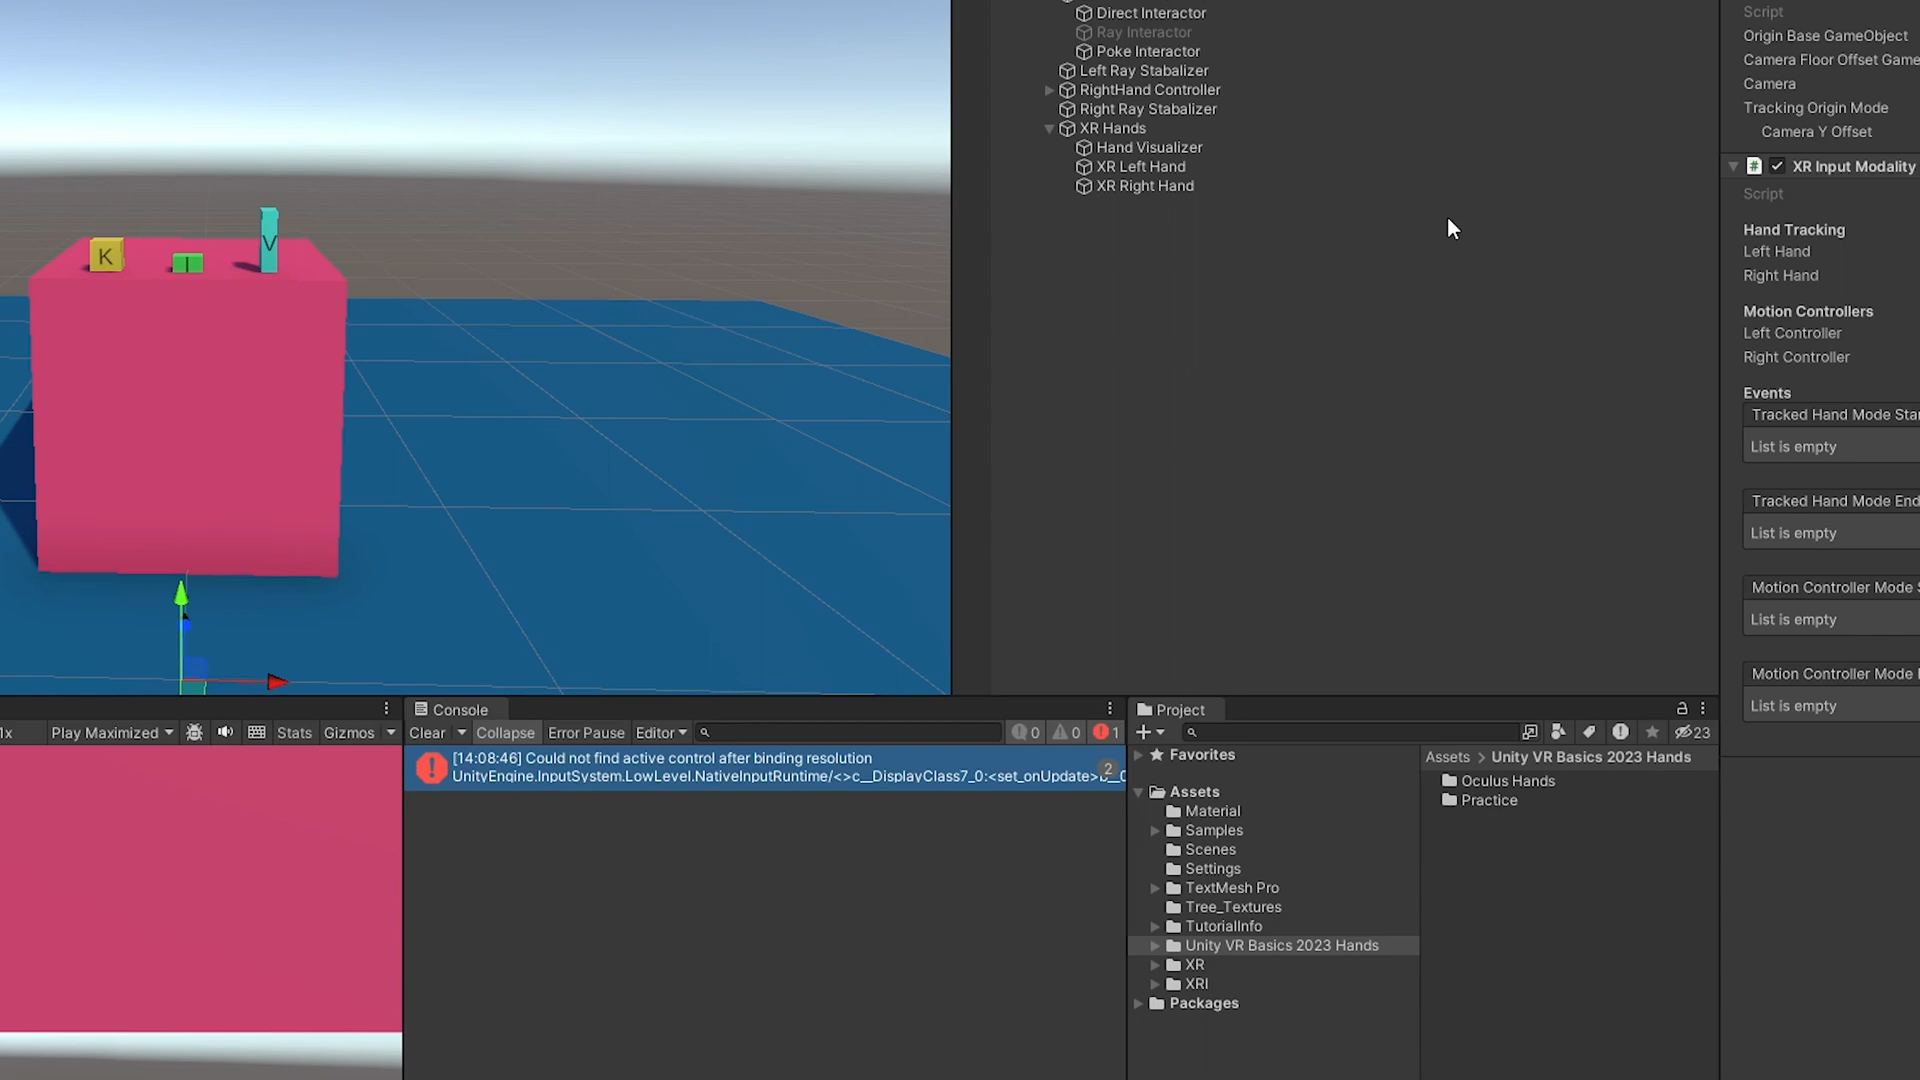 Direct Interactor
Ray Interactor
Poke Interactor
Left Ray Stabalizer
RightHand Controller
Right Ray Stabalizer
XR Hands
Hand Visualizer
XR Left Hand
XR Right Hand
Script
Origin Base GameObject
Camera Floor Offset Game
Camera
Tracking Origin Mode
Camera Y Offset
XR Input Modality
Script
Hand Tracking
Left Hand
Right Hand
Motion Controllers
Left Controller
Right Controller
Events
Tracked Hand Mode Star
List is empty
Tracked Hand Mode End
List is empty
Motion Controller Mode S
List is empty
Motion Controller Mode
List is empty
K
I
V
1x Play Maximized Stats Gizmos
Console
Clear Collapse Error Pause Editor 0 0 1
[14:08:46] Could not find active control after binding resolution
UnityEngine.InputSystem.LowLevel.NativeInputRuntime/<>c__DisplayClass7_0:<set_onUpdate>b__0
2
Project
23
Favorites
Assets
Material
Samples
Scenes
Settings
TextMesh Pro
Tree_Textures
TutorialInfo
Unity VR Basics 2023 Hands
XR
XRI
Packages
Assets > Unity VR Basics 2023 Hands
Oculus Hands
Practice